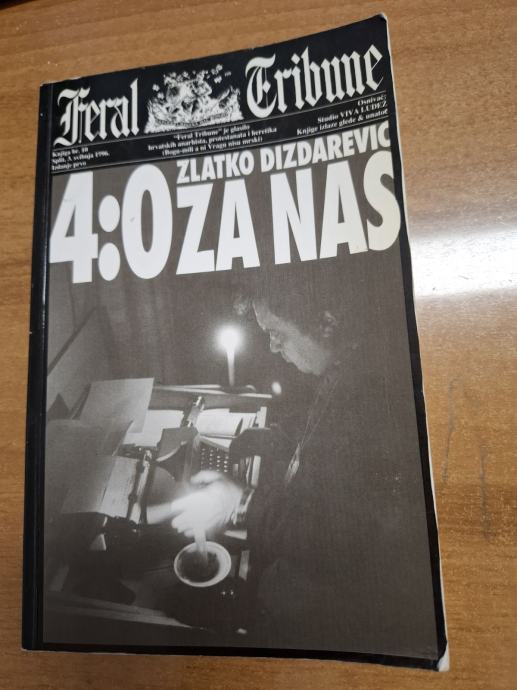 Feral Tribune
Knjiga br. 10
Split, 3. svibnja 1996.
Izdanje prvo
"Feral Tribune" je glasilo
hrvatskih anarhista, protestanata i heretika
(Bogu mili a ni Vragu nisu mrski)
Osnivač:
Studio VIVA LUDEŽ
Knjige izlaze glede & unatoč
ZLATKO DIZDAREVIĆ
4:0 ZA NAS